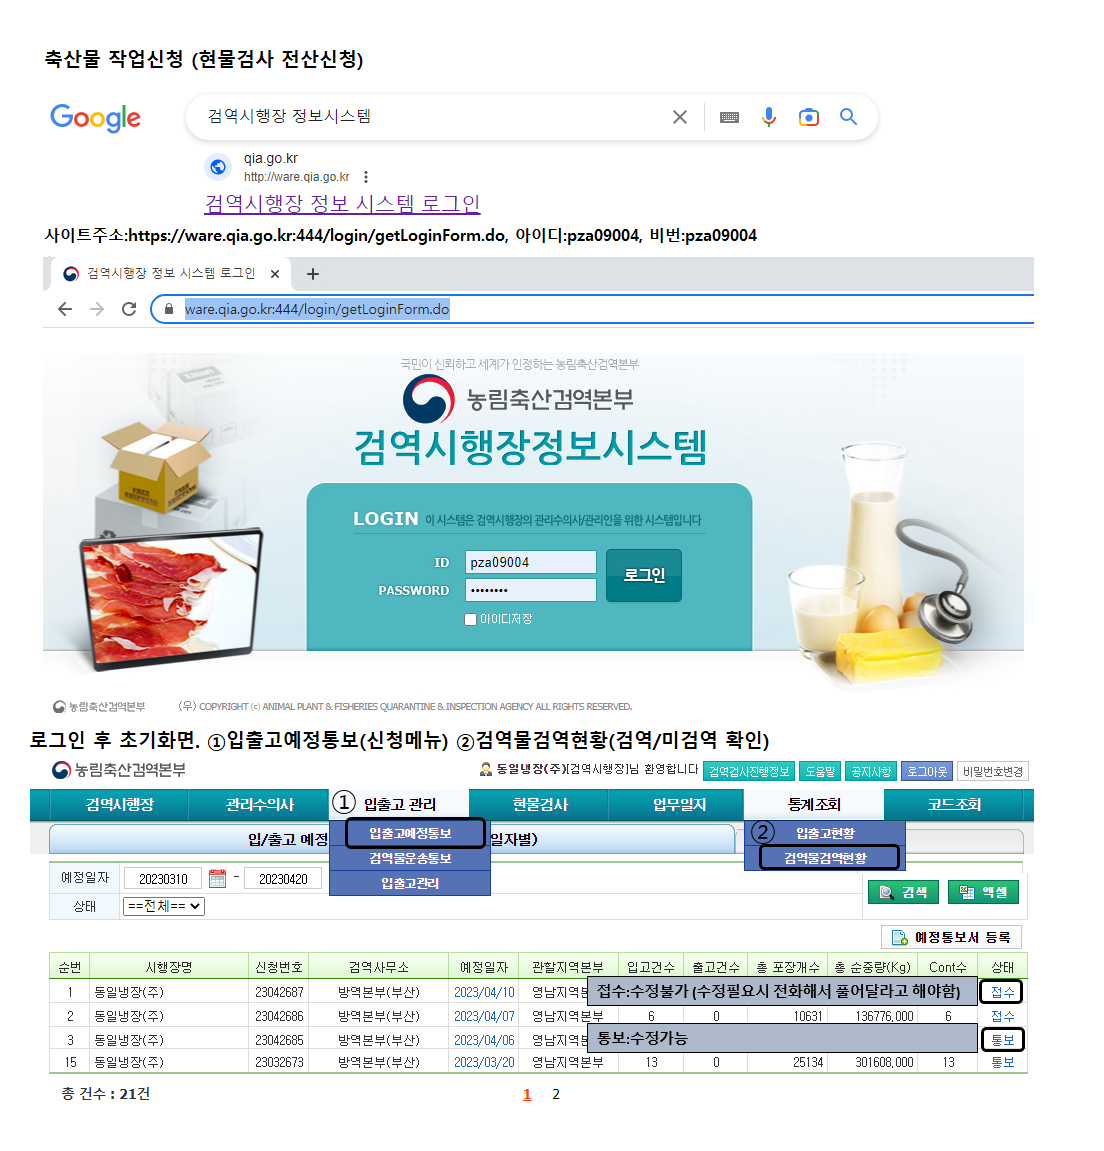 축산물 작업신청 (현물검사 전산신청)
Google
검역시행장 정보시스템
qia.go.kr
http://ware.qia.go.kr
검역시행장 정보 시스템 로그인
사이트주소:https://ware.qia.go.kr:444/login/getLoginForm.do, 아이디:pza09004, 비번:pza09004
검역시행장 정보 시스템 로그인
ware.qia.go.kr:444/login/getLoginForm.do
국민이 신뢰하고 세계가 인정하는 농림축산검역본부
농림축산검역본부
검역시행장정보시스템
LOGIN 이 시스템은 검역시행장의 관리수의사/관리인을 위한 시스템입니다
ID pza09004
로그인
PASSWORD ••••••••
아이디저장
FREE SHIPPING
농림축산검역본부 (우) COPYRIGHT (c) ANIMAL PLANT & FISHERIES QUARANTINE & INSPECTION AGENCY ALL RIGHTS RESERVED.
로그인 후 초기화면. ①입출고예정통보(신청메뉴) ②검역물검역현황(검역/미검역 확인)
농림축산검역본부 동일냉장(주)[검역시행장]님 환영합니다 검역검사진행정보 도움말 공지사항 로그아웃 비밀번호변경
검역시행장 관리수의사 ① 입출고 관리 현물검사 업무일지 통계조회 코드조회
입/출고 예정 일자별)
입출고예정통보
검역물운송통보
입출고관리
② 입출고현황
검역물검역현황
예정일자 20230310 - 20230420
상태 ==전체==
검색 엑셀
예정통보서 등록
순번 시행장명 신청번호 검역사무소 예정일자 관할지역본부 입고건수 출고건수 총 포장개수 총 순중량(Kg) Cont수 상태
1 동일냉장(주) 23042687 방역본부(부산) 2023/04/10 영남지역본 접수:수정불가 (수정필요시 전화해서 풀어달라고 해야함) 접수
2 동일냉장(주) 23042686 방역본부(부산) 2023/04/07 영남지역본부 6 0 10631 136776,000 6 접수
3 동일냉장(주) 23042685 방역본부(부산) 2023/04/06 영남지역본 통보:수정가능 통보
15 동일냉장(주) 23032673 방역본부(부산) 2023/03/20 영남지역본부 13 0 25134 301608,000 13 통보
총 건수 : 21건
1 2